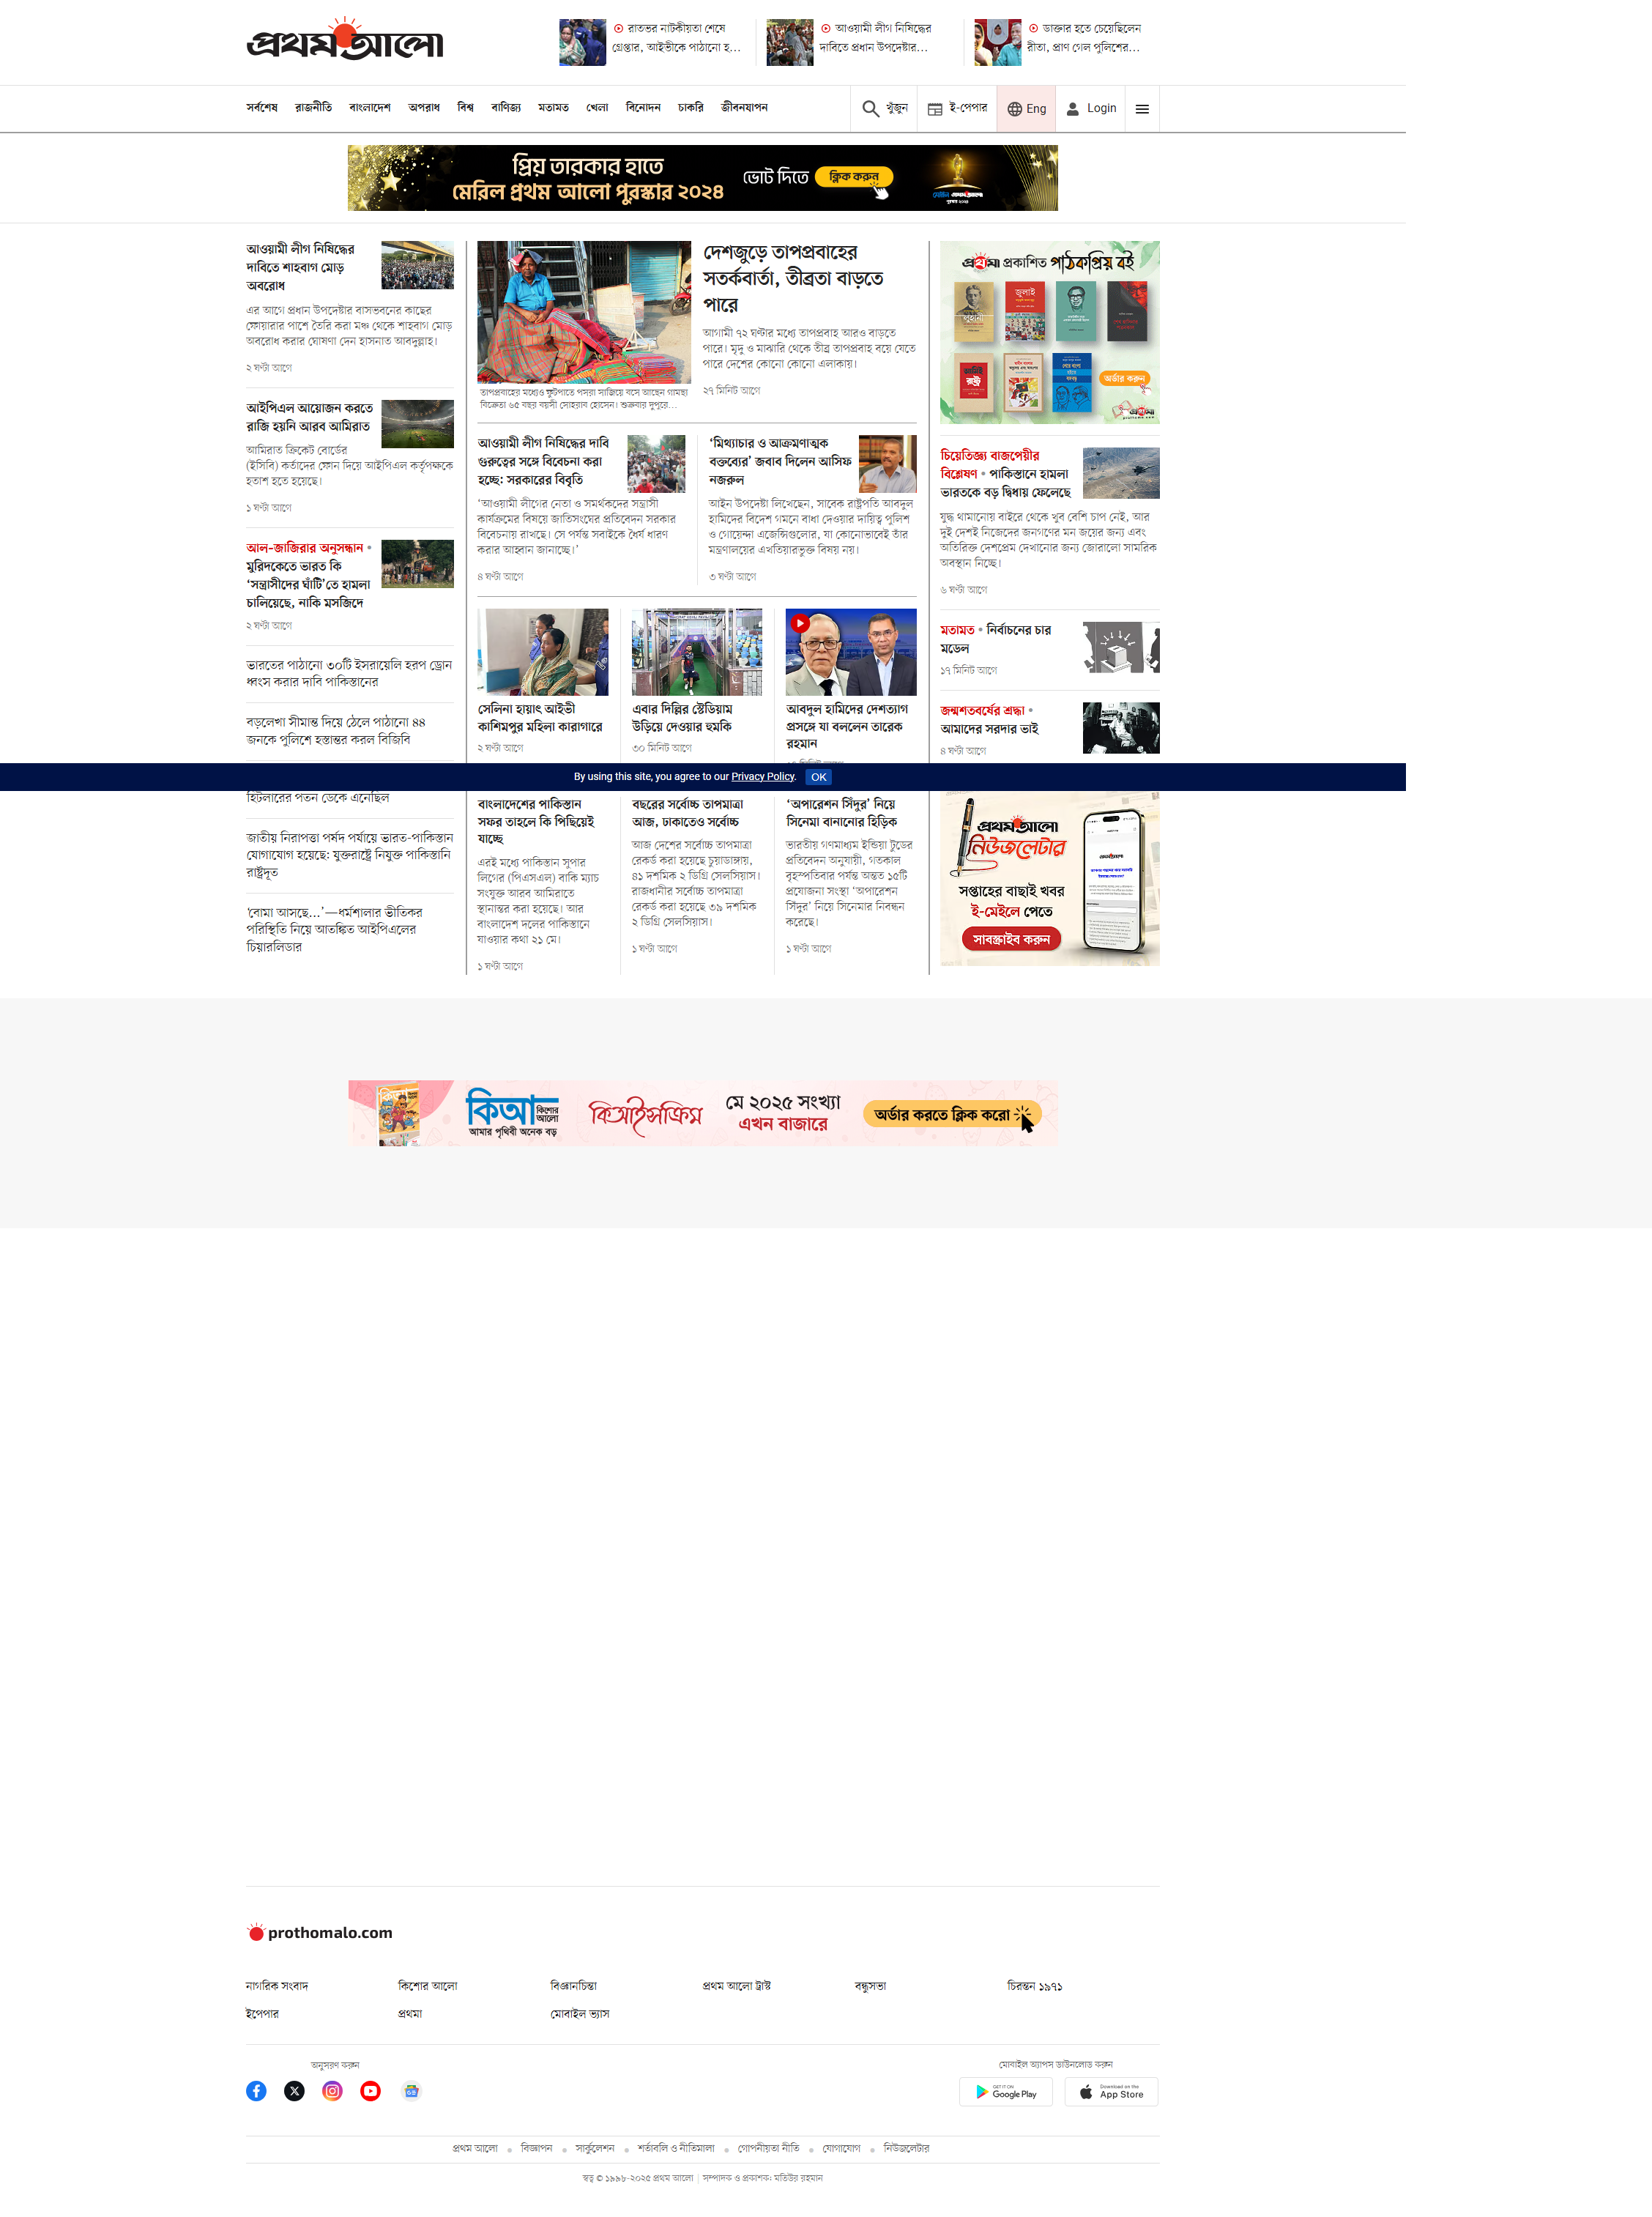 প্রথম আলো
রাতভর নাটকীয়তা শেষে
গ্রেপ্তার, আইভীকে পাঠানো হ...
আওয়ামী লীগ নিষিদ্ধের
দাবিতে প্রধান উপদেষ্টার...
ডাক্তার হতে চেয়েছিলেন
রীতা, প্রাণ গেল পুলিশের...
সর্বশেষ রাজনীতি বাংলাদেশ অপরাধ বিশ্ব বাণিজ্য মতামত খেলা বিনোদন চাকরি জীবনযাপন
খুঁজুন ই-পেপার Eng Login
প্রিয় তারকার হাতে
মেরিল প্রথম আলো পুরস্কার ২০২৪
ভোট দিতে ক্লিক করুন
আওয়ামী লীগ নিষিদ্ধের
দাবিতে শাহবাগ মোড়
অবরোধ
এর আগে প্রধান উপদেষ্টার বাসভবনের কাছের
ফোয়ারার পাশে তৈরি করা মঞ্চ থেকে শাহবাগ মোড়
অবরোধ করার ঘোষণা দেন হাসনাত আবদুল্লাহ।
২ ঘণ্টা আগে
আইপিএল আয়োজন করতে
রাজি হয়নি আরব আমিরাত
আমিরাত ক্রিকেট বোর্ডের
(ইসিবি) কর্তাদের ফোন দিয়ে আইপিএল কর্তৃপক্ষকে
হতাশ হতে হয়েছে।
১ ঘণ্টা আগে
আল-জাজিরার অনুসন্ধান •
মুরিদকেতে ভারত কি
‘সন্ত্রাসীদের ঘাঁটি’তে হামলা
চালিয়েছে, নাকি মসজিদে
২ ঘণ্টা আগে
ভারতের পাঠানো ৩০টি ইসরায়েলি হরপ ড্রোন
ধ্বংস করার দাবি পাকিস্তানের
বড়লেখা সীমান্ত দিয়ে ঠেলে পাঠানো ৪৪
জনকে পুলিশে হস্তান্তর করল বিজিবি
হিটলারের পতন ডেকে এনেছিল
জাতীয় নিরাপত্তা পর্ষদ পর্যায়ে ভারত-পাকিস্তান
যোগাযোগ হয়েছে: যুক্তরাষ্ট্রে নিযুক্ত পাকিস্তানি
রাষ্ট্রদূত
‘বোমা আসছে...’—ধর্মশালার ভীতিকর
পরিস্থিতি নিয়ে আতঙ্কিত আইপিএলের
চিয়ারলিডার
তাপপ্রবাহের মধ্যেও ফুটপাতে পসরা সাজিয়ে বসে আছেন গামছা
বিক্রেতা ৬৫ বছর বয়সী সোহরাব হোসেন। শুক্রবার দুপুরে...
দেশজুড়ে তাপপ্রবাহের
সতর্কবার্তা, তীব্রতা বাড়তে
পারে
আগামী ৭২ ঘণ্টার মধ্যে তাপপ্রবাহ আরও বাড়তে
পারে। মৃদু ও মাঝারি থেকে তীব্র তাপপ্রবাহ বয়ে যেতে
পারে দেশের কোনো কোনো এলাকায়।
২৭ মিনিট আগে
আওয়ামী লীগ নিষিদ্ধের দাবি
গুরুত্বের সঙ্গে বিবেচনা করা
হচ্ছে: সরকারের বিবৃতি
‘আওয়ামী লীগের নেতা ও সমর্থকদের সন্ত্রাসী
কার্যক্রমের বিষয়ে জাতিসংঘের প্রতিবেদন সরকার
বিবেচনায় রাখছে। সে পর্যন্ত সবাইকে ধৈর্য ধারণ
করার আহ্বান জানাচ্ছে।’
৪ ঘণ্টা আগে
‘মিথ্যাচার ও আক্রমণাত্মক
বক্তব্যের’ জবাব দিলেন আসিফ
নজরুল
আইন উপদেষ্টা লিখেছেন, সাবেক রাষ্ট্রপতি আবদুল
হামিদের বিদেশ গমনে বাধা দেওয়ার দায়িত্ব পুলিশ
ও গোয়েন্দা এজেন্সিগুলোর, যা কোনোভাবেই তাঁর
মন্ত্রণালয়ের এখতিয়ারভুক্ত বিষয় নয়।
৩ ঘণ্টা আগে
সেলিনা হায়াৎ আইভী
কাশিমপুর মহিলা কারাগারে
২ ঘণ্টা আগে
এবার দিল্লির স্টেডিয়াম
উড়িয়ে দেওয়ার হুমকি
৩০ মিনিট আগে
আবদুল হামিদের দেশত্যাগ
প্রসঙ্গে যা বললেন তারেক
রহমান
By using this site, you agree to our Privacy Policy. OK
বাংলাদেশের পাকিস্তান
সফর তাহলে কি পিছিয়েই
যাচ্ছে
এরই মধ্যে পাকিস্তান সুপার
লিগের (পিএসএল) বাকি ম্যাচ
সংযুক্ত আরব আমিরাতে
স্থানান্তর করা হয়েছে। আর
বাংলাদেশ দলের পাকিস্তানে
যাওয়ার কথা ২১ মে।
১ ঘণ্টা আগে
বছরের সর্বোচ্চ তাপমাত্রা
আজ, ঢাকাতেও সর্বোচ্চ
আজ দেশের সর্বোচ্চ তাপমাত্রা
রেকর্ড করা হয়েছে চুয়াডাঙ্গায়,
৪১ দশমিক ২ ডিগ্রি সেলসিয়াস।
রাজধানীর সর্বোচ্চ তাপমাত্রা
রেকর্ড করা হয়েছে ৩৯ দশমিক
২ ডিগ্রি সেলসিয়াস।
১ ঘণ্টা আগে
‘অপারেশন সিঁদুর’ নিয়ে
সিনেমা বানানোর হিড়িক
ভারতীয় গণমাধ্যম ইন্ডিয়া টুডের
প্রতিবেদন অনুযায়ী, গতকাল
বৃহস্পতিবার পর্যন্ত অন্তত ১৫টি
প্রযোজনা সংস্থা ‘অপারেশন
সিঁদুর’ নিয়ে সিনেমার নিবন্ধন
করেছে।
১ ঘণ্টা আগে
প্রথমা প্রকাশিত পাঠকপ্রিয় বই
জুলাই
রাষ্ট্র
অর্ডার করুন
চিয়েতিজ্ঞ্য বাজপেয়ীর
বিশ্লেষণ • পাকিস্তানে হামলা
ভারতকে বড় দ্বিধায় ফেলেছে
যুদ্ধ থামানোয় বাইরে থেকে খুব বেশি চাপ নেই, আর
দুই দেশই নিজেদের জনগণের মন জয়ের জন্য এবং
অতিরিক্ত দেশপ্রেম দেখানোর জন্য জোরালো সামরিক
অবস্থান নিচ্ছে।
৬ ঘণ্টা আগে
মতামত • নির্বাচনের চার
মডেল
১৭ মিনিট আগে
জন্মশতবর্ষের শ্রদ্ধা •
আমাদের সরদার ভাই
৪ ঘণ্টা আগে
প্রথম আলো
নিউজলেটার
সপ্তাহের বাছাই খবর
ই-মেইলে পেতে
সাবস্ক্রাইব করুন
কিআ কিশোর আলো
আমার পৃথিবী অনেক বড়
কিআইসক্রিম
মে ২০২৫ সংখ্যা
এখন বাজারে
অর্ডার করতে ক্লিক করো
prothomalo.com
নাগরিক সংবাদ কিশোর আলো বিজ্ঞানচিন্তা প্রথম আলো ট্রাস্ট বন্ধুসভা চিরন্তন ১৯৭১
ইপেপার প্রথমা মোবাইল ভ্যাস
অনুসরণ করুন
মোবাইল অ্যাপস ডাউনলোড করুন
GET IT ON Google Play
Download on the App Store
প্রথম আলো বিজ্ঞাপন সার্কুলেশন শর্তাবলি ও নীতিমালা গোপনীয়তা নীতি যোগাযোগ নিউজলেটার
স্বত্ব © ১৯৯৮-২০২৫ প্রথম আলো | সম্পাদক ও প্রকাশক: মতিউর রহমান